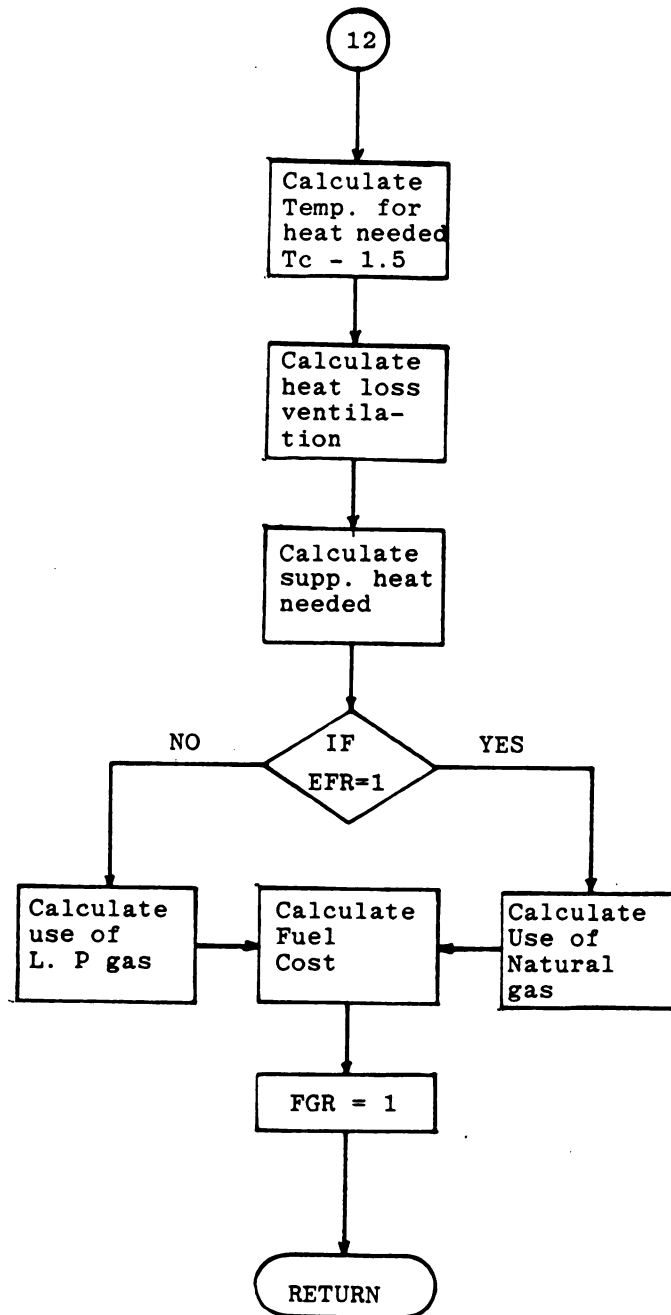 12
Calculate
Temp. for
heat needed
Tc - 1.5
Calculate
heat loss
ventila-
tion
Calculate
supp. heat
needed
NO
IF
EFR=1
YES
Calculate
use of
L. P gas
Calculate
Fuel
Cost
Calculate
Use of
Natural
gas
FGR = 1
RETURN